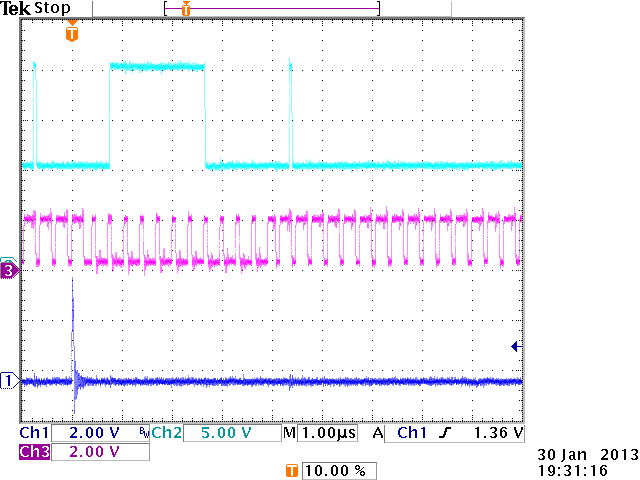 Tek Stop
T
T
3
1
Ch1 2.00 V BW Ch2 5.00 V M 1.00µs A Ch1 1.36 V
Ch3 2.00 V
T 10.00 %
30 Jan 2013
19:31:16